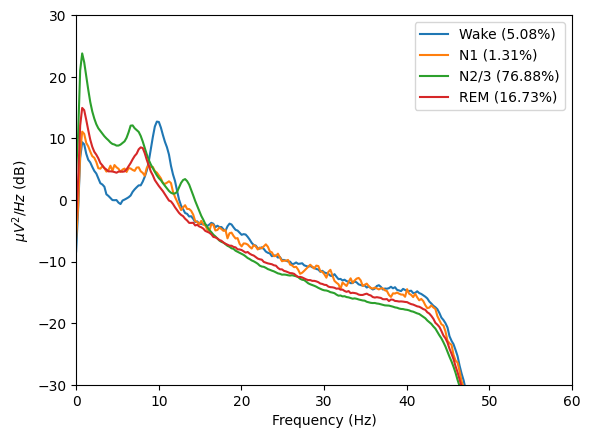 30
20
10
0
−10
−20
−30
μV²/Hz (dB)
Wake (5.08%)
N1 (1.31%)
N2/3 (76.88%)
REM (16.73%)
0 10 20 30 40 50 60
Frequency (Hz)